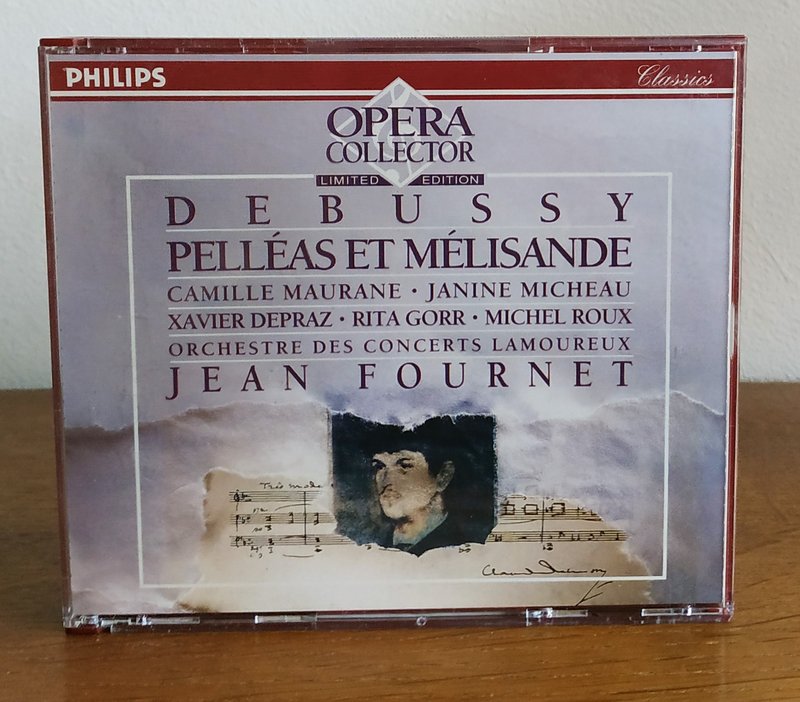 PHILIPS Classics
OPERA
COLLECTOR
LIMITED EDITION
DEBUSSY
PELLÉAS ET MÉLISANDE
CAMILLE MAURANE · JANINE MICHEAU
XAVIER DEPRAZ · RITA GORR · MICHEL ROUX
ORCHESTRE DES CONCERTS LAMOUREUX
JEAN FOURNET
Très